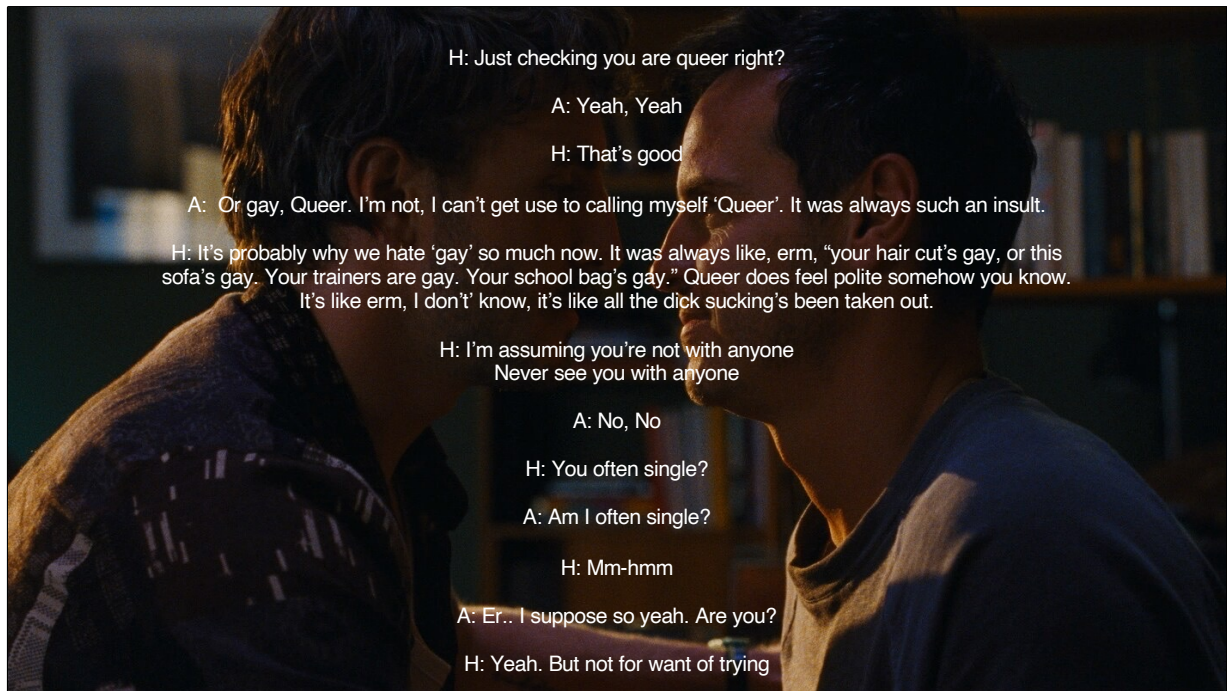 H: Just checking you are queer right?
A: Yeah, Yeah
H: That's good
A:  Or gay, Queer. I'm not, I can't get use to calling myself ‘Queer’. It was always such an insult.
H: It's probably why we hate ‘gay’ so much now. It was always like, erm, “your hair cut's gay, or this
sofa's gay. Your trainers are gay. Your school bag's gay.” Queer does feel polite somehow you know.
It's like erm, I don't’ know, it's like all the dick sucking's been taken out.
H: I'm assuming you're not with anyone
Never see you with anyone
A: No, No
H: You often single?
A: Am I often single?
H: Mm-hmm
A: Er.. I suppose so yeah. Are you?
H: Yeah. But not for want of trying